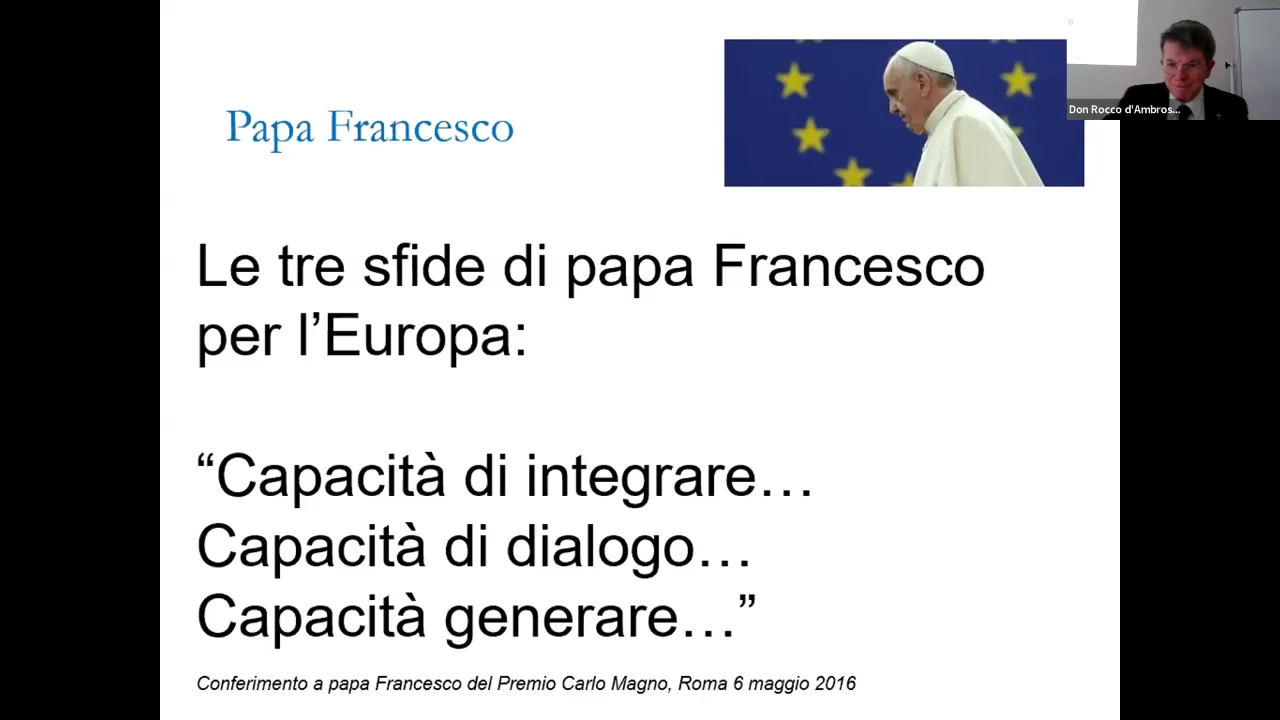 Papa Francesco
Don Rocco d'Ambros...
Le tre sfide di papa Francesco
per l’Europa:
“Capacità di integrare…
Capacità di dialogo…
Capacità generare…”
Conferimento a papa Francesco del Premio Carlo Magno, Roma 6 maggio 2016